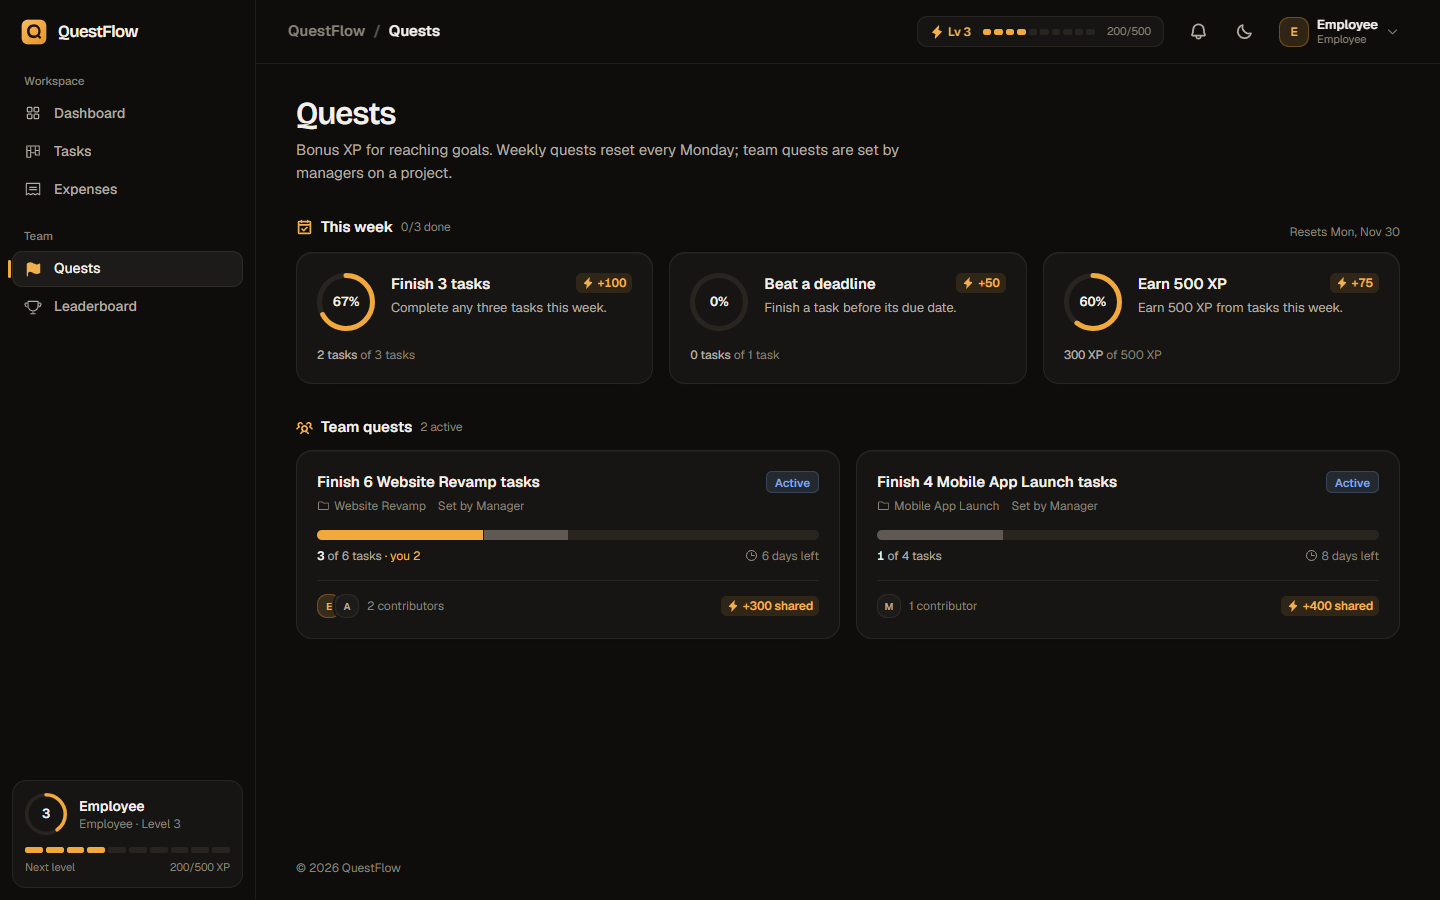 QuestFlow
Workspace
Dashboard
Tasks
Expenses
Team
Quests
Leaderboard
3
Employee
Employee · Level 3
Next level 200/500 XP
QuestFlow / Quests
Lv 3 200/500
E
Employee
Employee
Quests
Bonus XP for reaching goals. Weekly quests reset every Monday; team quests are set by
managers on a project.
This week 0/3 done
Resets Mon, Nov 30
67%
Finish 3 tasks +100
Complete any three tasks this week.
2 tasks of 3 tasks
0%
Beat a deadline +50
Finish a task before its due date.
0 tasks of 1 task
60%
Earn 500 XP +75
Earn 500 XP from tasks this week.
300 XP of 500 XP
Team quests 2 active
Finish 6 Website Revamp tasks Active
Website Revamp Set by Manager
3 of 6 tasks · you 2 6 days left
E A 2 contributors +300 shared
Finish 4 Mobile App Launch tasks Active
Mobile App Launch Set by Manager
1 of 4 tasks 8 days left
M 1 contributor +400 shared
© 2026 QuestFlow